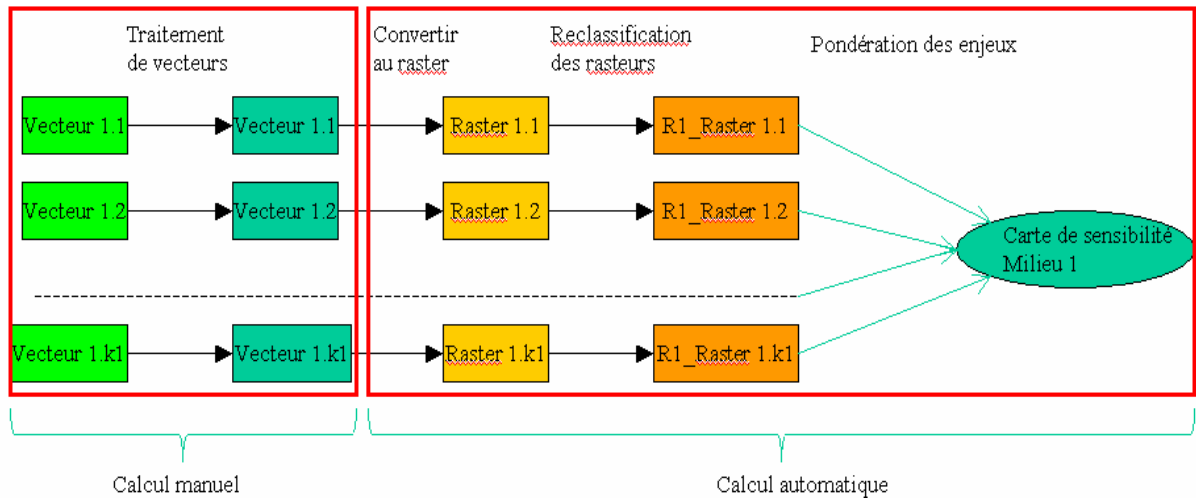 Traitement
de vecteurs
Convertir
au raster
Reclassification
des rasteurs
Pondération des enjeux
Vecteur 1.1
Vecteur 1.1
Raster 1.1
R1_Raster 1.1
Vecteur 1.2
Vecteur 1.2
Raster 1.2
R1_Raster 1.2
Carte de sensibilité
Milieu 1
Vecteur 1.k1
Vecteur 1.k1
Raster 1.k1
R1_Raster 1.k1
Calcul manuel
Calcul automatique